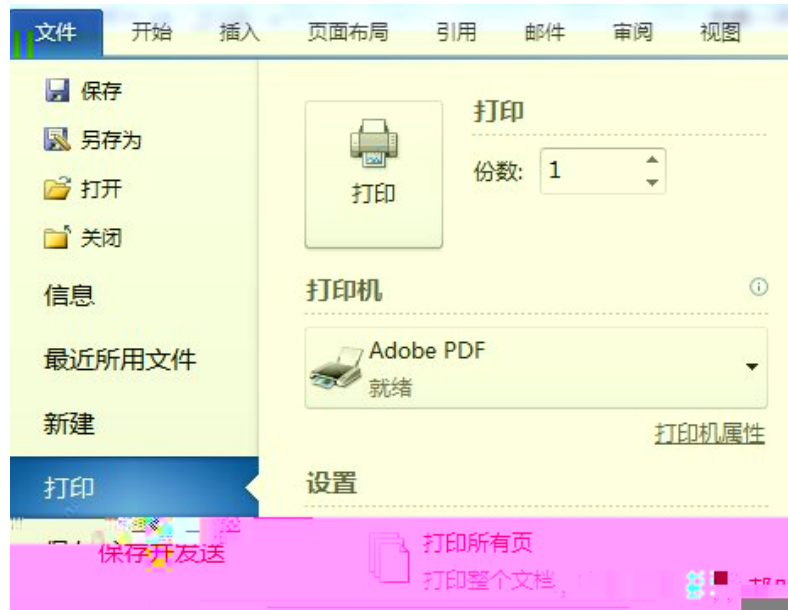 文件 开始 插入 页面布局 引用 邮件 审阅 视图
保存
另存为
打开
关闭
信息
最近所用文件
新建
打印
保存开发送
打印
打印
份数: 1
打印机
Adobe PDF
就绪
打印机属性
设置
打印所有页
打印整个文档